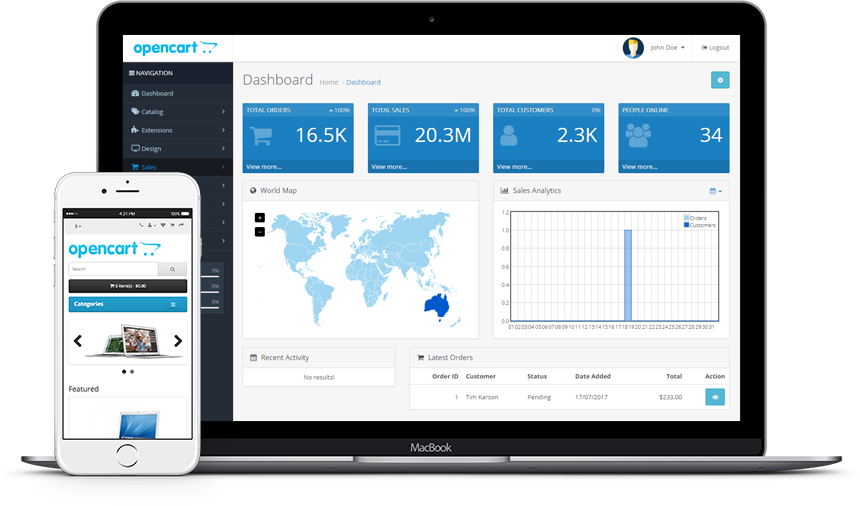 opencart
John Doe
Logout
NAVIGATION
Dashboard
Catalog
Extensions
Design
Sales
0%
0%
0%
Dashboard
Home - Dashboard
TOTAL ORDERS 100%
16.5K
View more...
TOTAL SALES 100%
20.3M
View more...
TOTAL CUSTOMERS 0%
2.3K
View more...
PEOPLE ONLINE
34
View more...
World Map
+
−
Sales Analytics
Orders
Customers
1.2
1.0
0.8
0.6
0.4
0.2
0.0
01 02 03 04 05 06 07 08 09 10 11 12 13 14 15 16 17 18 19 20 21 22 23 24 25 26 27 28 29 30 31
Recent Activity
No results!
Latest Orders
Order ID Customer Status Date Added Total Action
1 Tim Karson Pending 17/07/2017 $233.00
MacBook
4:21 PM 100%
$
opencart
Search
0 item(s) - $0.00
Categories
Featured